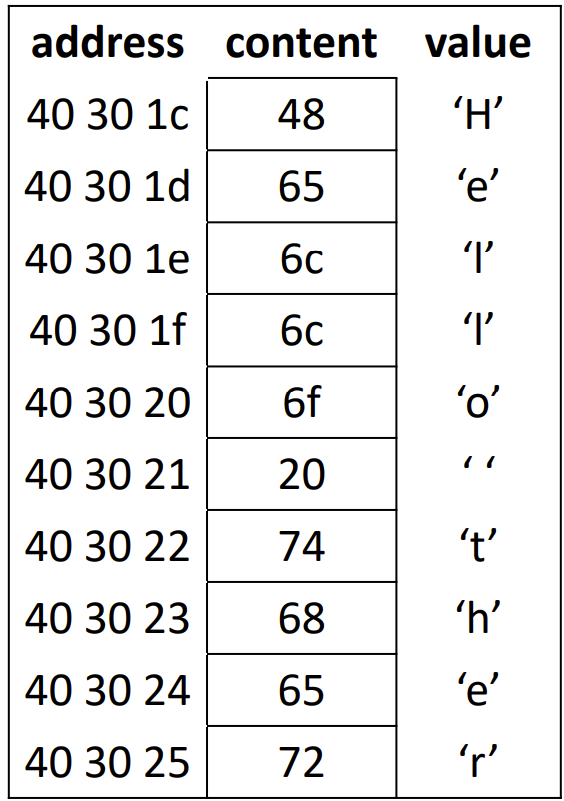 address content value
40 30 1c 48 ‘H’
40 30 1d 65 ‘e’
40 30 1e 6c ‘l’
40 30 1f 6c ‘l’
40 30 20 6f ‘o’
40 30 21 20 ‘ ‘
40 30 22 74 ‘t’
40 30 23 68 ‘h’
40 30 24 65 ‘e’
40 30 25 72 ‘r’